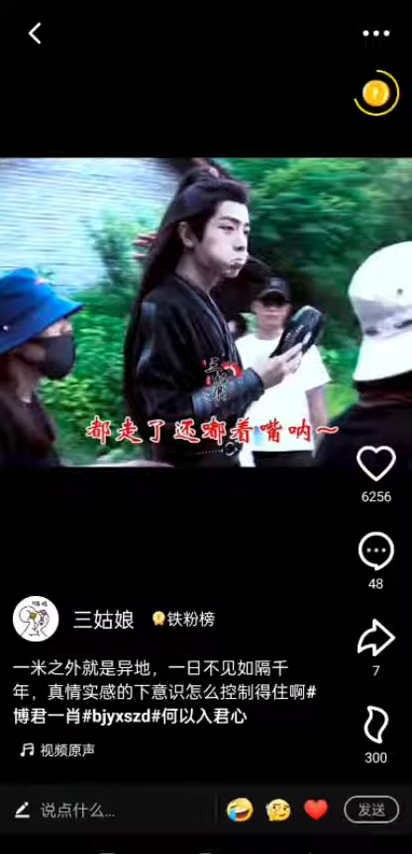 都走了还嘟着嘴呐～
6256
48
7
300
三姑娘
铁粉榜
一米之外就是异地，一日不见如隔千
年，真情实感的下意识怎么控制得住啊#
博君一肖#bjyxszd#何以入君心
视频原声
说点什么...
发送